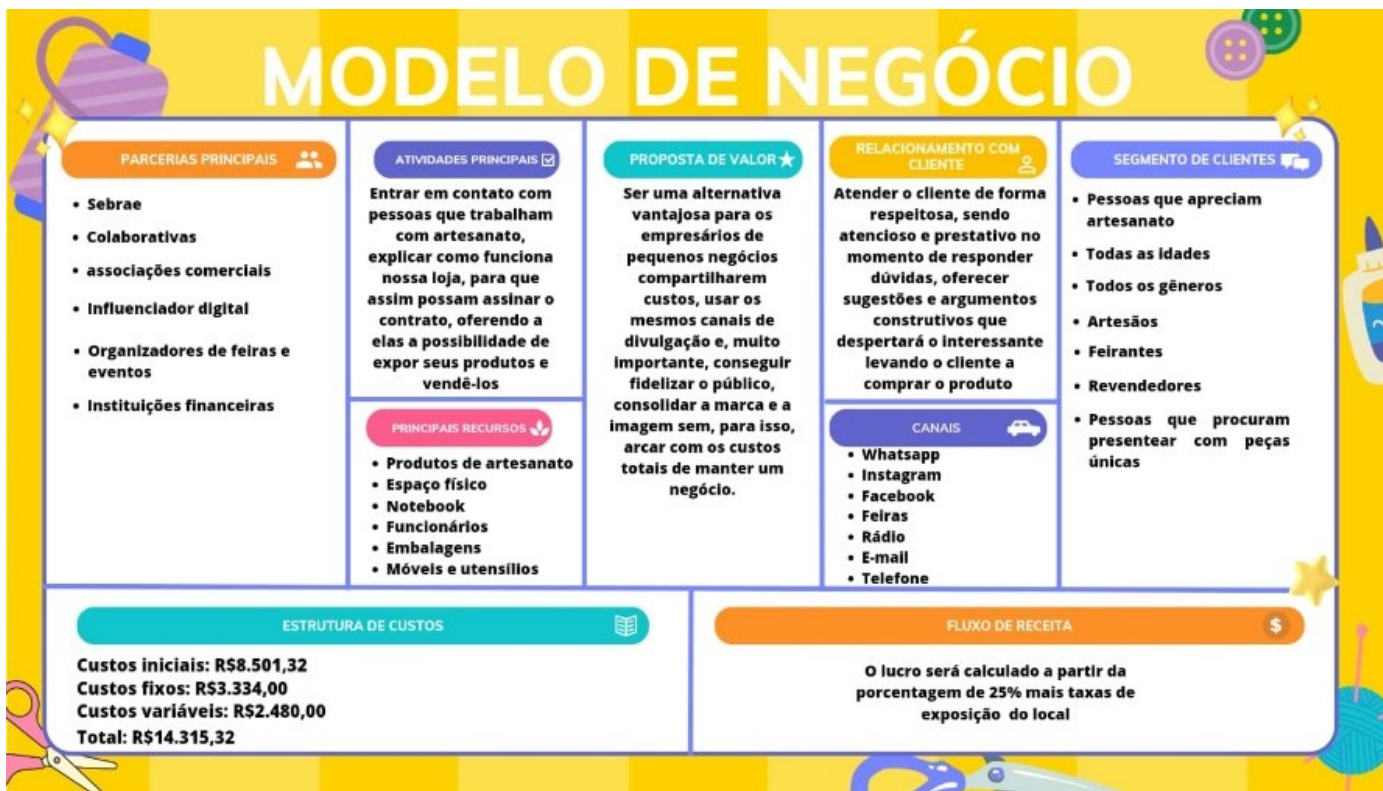 MODELO DE NEGÓCIO
PARCERIAS PRINCIPAIS
• Sebrae
• Colaborativas
• associações comerciais
• Influenciador digital
• Organizadores de feiras e
eventos
• Instituições financeiras
ATIVIDADES PRINCIPAIS
Entrar em contato com
pessoas que trabalham
com artesanato,
explicar como funciona
nossa loja, para que
assim possam assinar o
contrato, oferendo a
elas a possibilidade de
expor seus produtos e
vendê-los
PRINCIPAIS RECURSOS
• Produtos de artesanato
• Espaço físico
• Notebook
• Funcionários
• Embalagens
• Móveis e utensílios
PROPOSTA DE VALOR
Ser uma alternativa
vantajosa para os
empresários de
pequenos negócios
compartilharem
custos, usar os
mesmos canais de
divulgação e, muito
importante, conseguir
fidelizar o público,
consolidar a marca e a
imagem sem, para isso,
arcar com os custos
totais de manter um
negócio.
RELACIONAMENTO COM
CLIENTE
Atender o cliente de forma
respeitosa, sendo
atencioso e prestativo no
momento de responder
dúvidas, oferecer
sugestões e argumentos
construtivos que
despertará o interessante
levando o cliente a
comprar o produto
CANAIS
• Whatsapp
• Instagram
• Facebook
• Feiras
• Rádio
• E-mail
• Telefone
SEGMENTO DE CLIENTES
• Pessoas que apreciam
artesanato
• Todas as idades
• Todos os gêneros
• Artesãos
• Feirantes
• Revendedores
• Pessoas que procuram
presentear com peças
únicas
ESTRUTURA DE CUSTOS
Custos iniciais: R$8.501,32
Custos fixos: R$3.334,00
Custos variáveis: R$2.480,00
Total: R$14.315,32
FLUXO DE RECEITA
$
O lucro será calculado a partir da
porcentagem de 25% mais taxas de
exposição do local